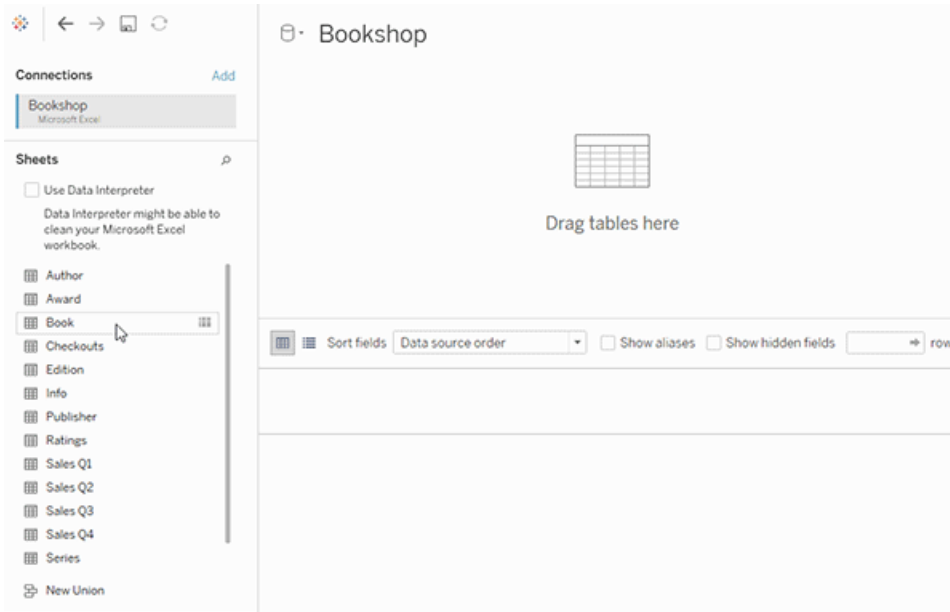 Bookshop
Connections
Add
Bookshop
Microsoft Excel
Sheets
Use Data Interpreter
Data Interpreter might be able to
clean your Microsoft Excel
workbook.
Author
Award
Book
Checkouts
Edition
Info
Publisher
Ratings
Sales Q1
Sales Q2
Sales Q3
Sales Q4
Series
New Union
Drag tables here
Sort fields Data source order Show aliases Show hidden fields row